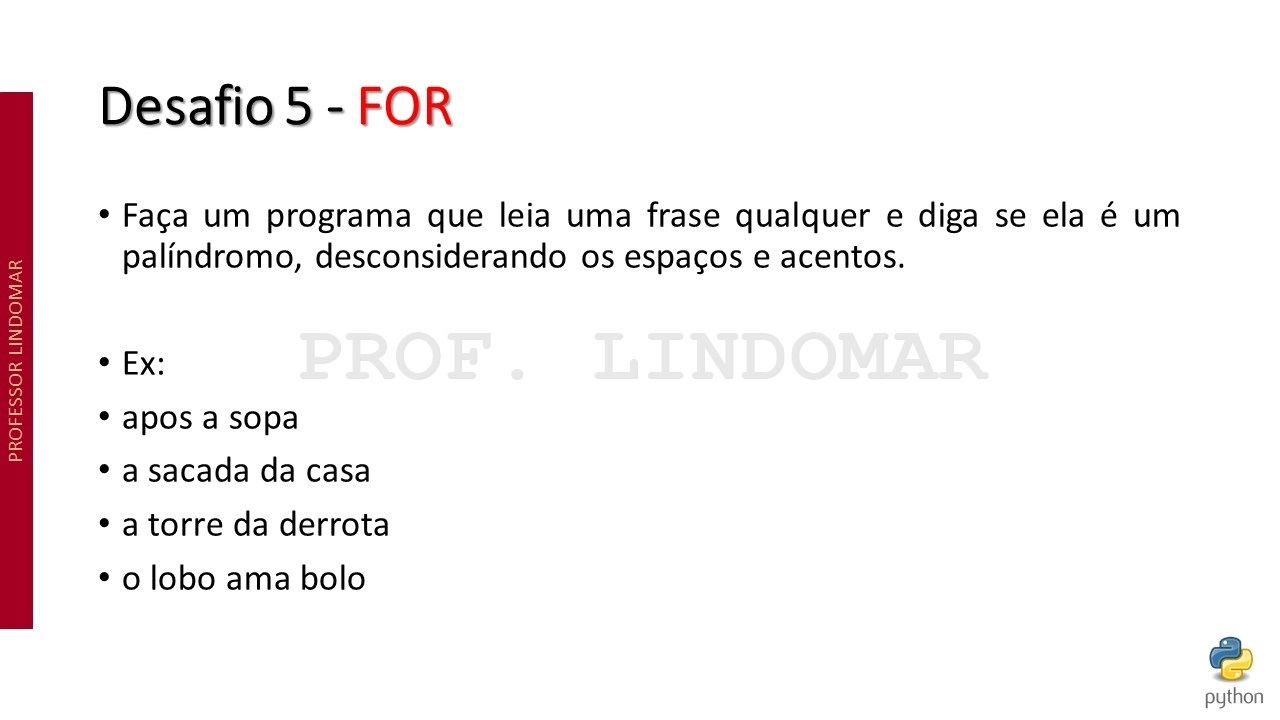 Desafio 5 - FOR
• Faça um programa que leia uma frase qualquer e diga se ela é um
palíndromo, desconsiderando os espaços e acentos.
PROF. LINDOMAR
• Ex:
• apos a sopa
• a sacada da casa
• a torre da derrota
• o lobo ama bolo
PROFESSOR LINDOMAR
python